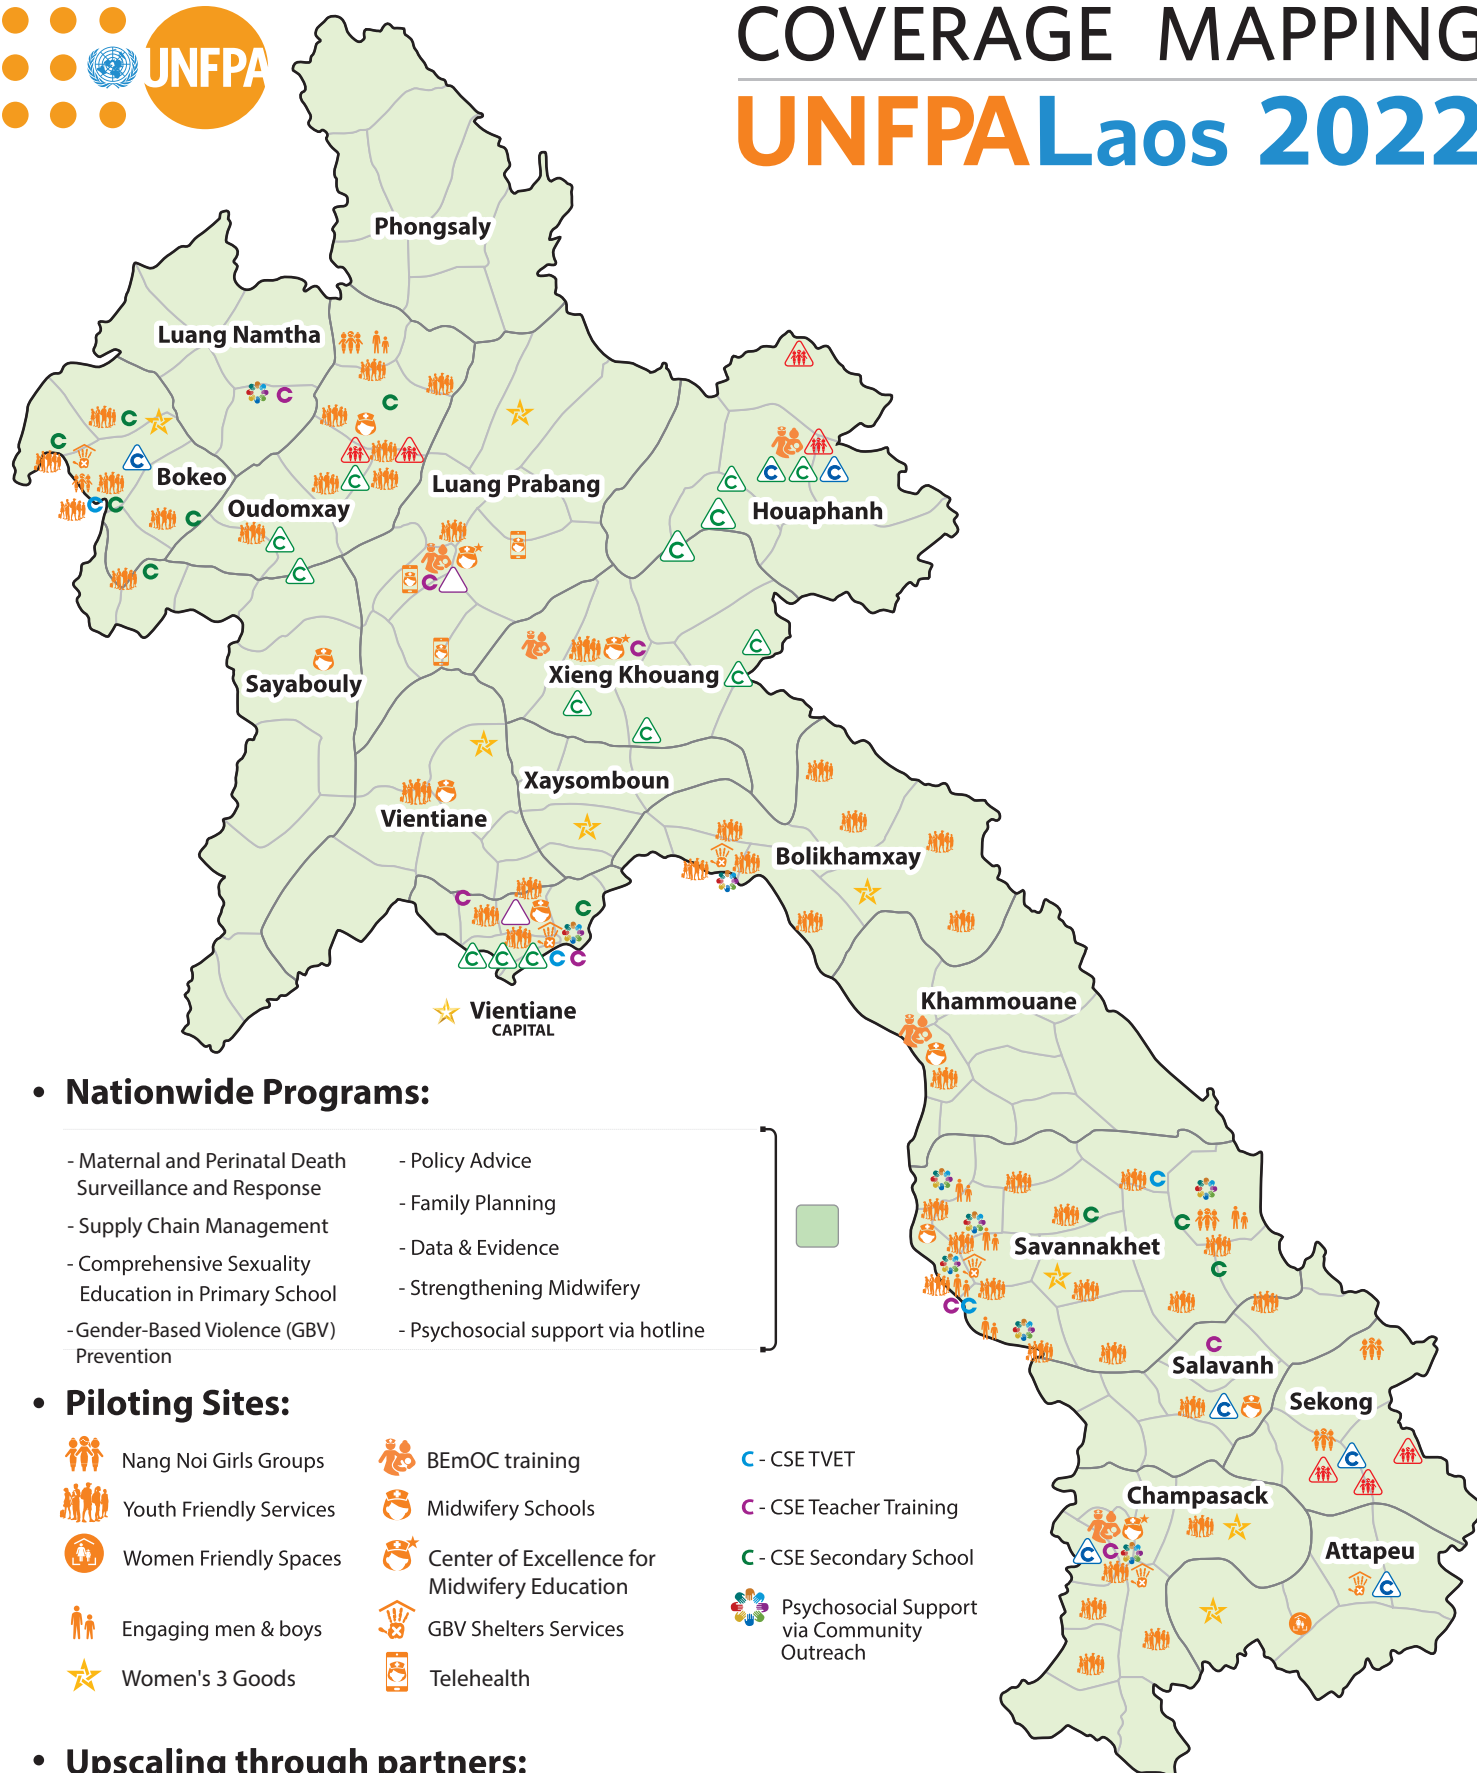 UNFPA
COVERAGE MAPPING
UNFPA Laos 2022
Phongsaly
Luang Namtha
Bokeo
Oudomxay
Luang Prabang
Houaphanh
Sayabouly
Xieng Khouang
Xaysomboun
Vientiane
Bolikhamxay
Vientiane
CAPITAL
Khammouane
Savannakhet
Salavanh
Sekong
Champasack
Attapeu
• Nationwide Programs:
- Maternal and Perinatal Death
Surveillance and Response
- Supply Chain Management
- Comprehensive Sexuality
Education in Primary School
- Gender-Based Violence (GBV)
Prevention
- Policy Advice
- Family Planning
- Data & Evidence
- Strengthening Midwifery
- Psychosocial support via hotline
• Piloting Sites:
Nang Noi Girls Groups
Youth Friendly Services
Women Friendly Spaces
Engaging men & boys
Women's 3 Goods
BEmOC training
Midwifery Schools
Center of Excellence for
Midwifery Education
GBV Shelters Services
Telehealth
C - CSE TVET
C - CSE Teacher Training
C - CSE Secondary School
Psychosocial Support
via Community
Outreach
• Upscaling through partners: